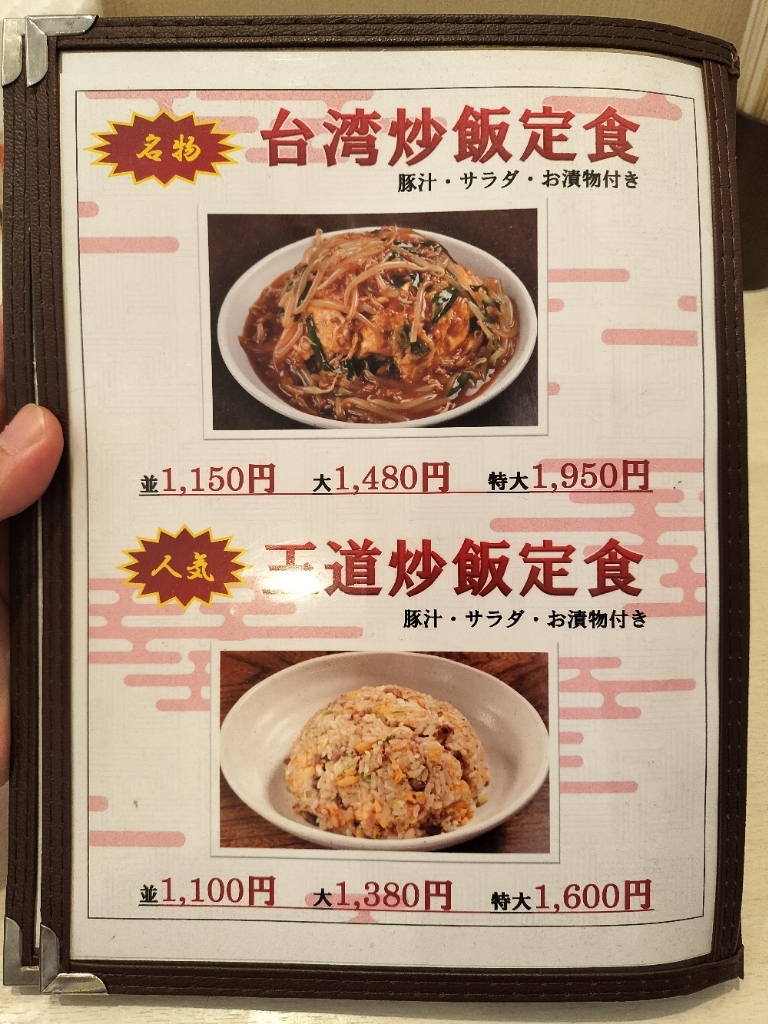 名物
台湾炒飯定食
豚汁・サラダ・お漬物付き
並1,150円 大1,480円 特大1,950円
人気
王道炒飯定食
豚汁・サラダ・お漬物付き
並1,100円 大1,380円 特大1,600円